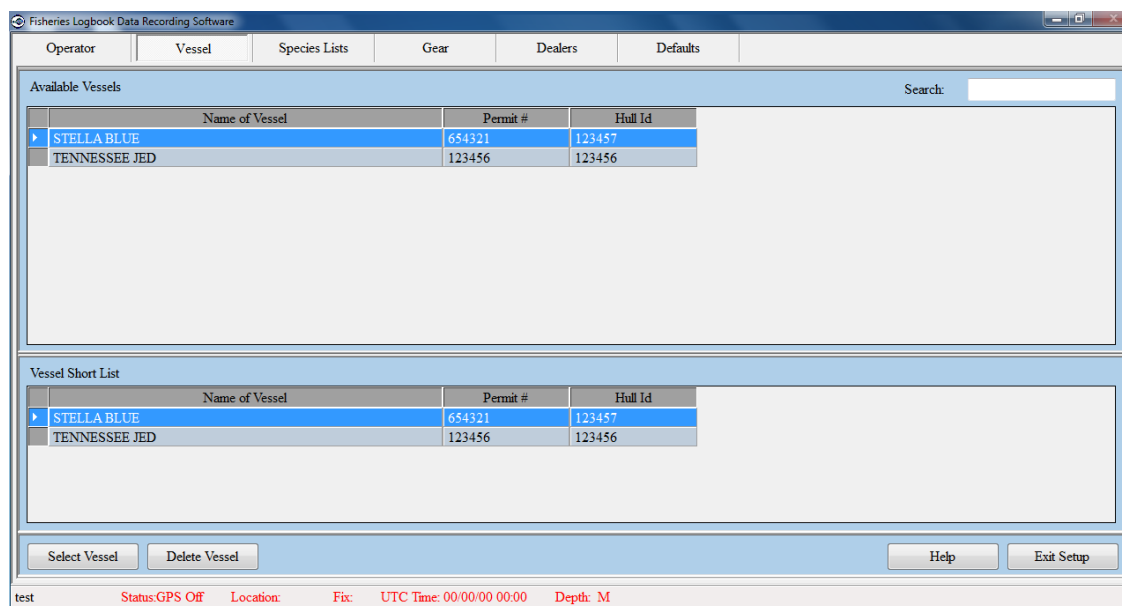 Fisheries Logbook Data Recording Software
Operator Vessel Species Lists Gear Dealers Defaults
Available Vessels Search:
Name of Vessel Permit # Hull Id
STELLA BLUE 654321 123457
TENNESSEE JED 123456 123456
Vessel Short List
Name of Vessel Permit # Hull Id
STELLA BLUE 654321 123457
TENNESSEE JED 123456 123456
Select Vessel Delete Vessel Help Exit Setup
test Status:GPS Off Location: Fix: UTC Time: 00/00/00 00:00 Depth: M